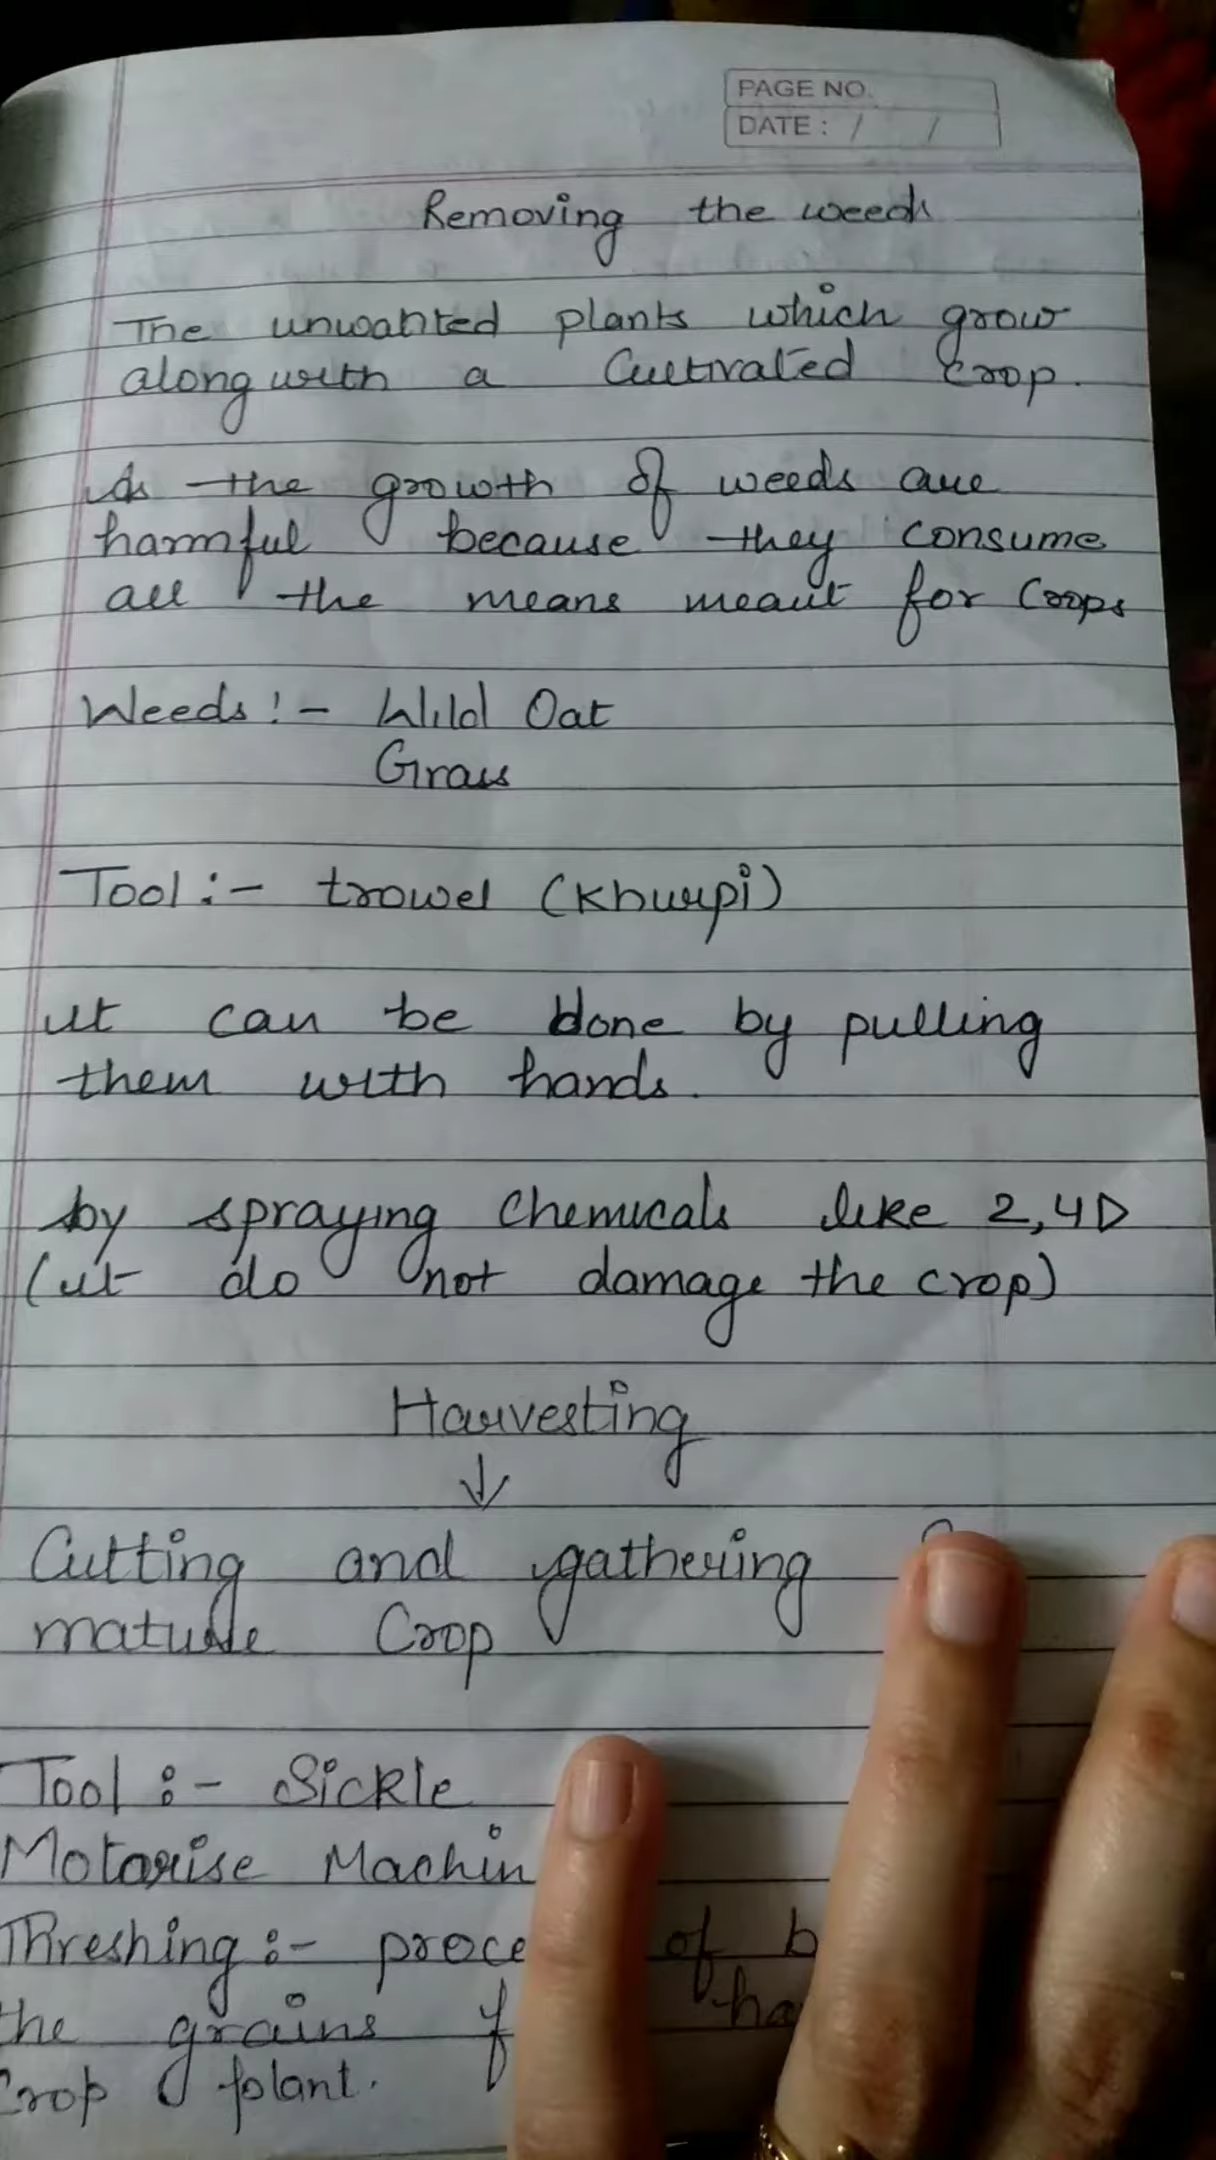 PAGE NO.
DATE : / /
Removing the weeds
The unwanted plants which grow
along with a Cultivated Crop.
As the growth of weeds are
harmful because they consume
all the means meant for Crops
Weeds :- Wild Oat
Grass
Tool :- trowel (Khurpi)
it can be done by pulling
them with hands.
by spraying Chemicals like 2,4D
(it do not damage the crop)
Harvesting
↓
Cutting and gathering
mature Crop
Tool :- Sickle
Motorise
Threshing :- of
the grains
Crop plant.